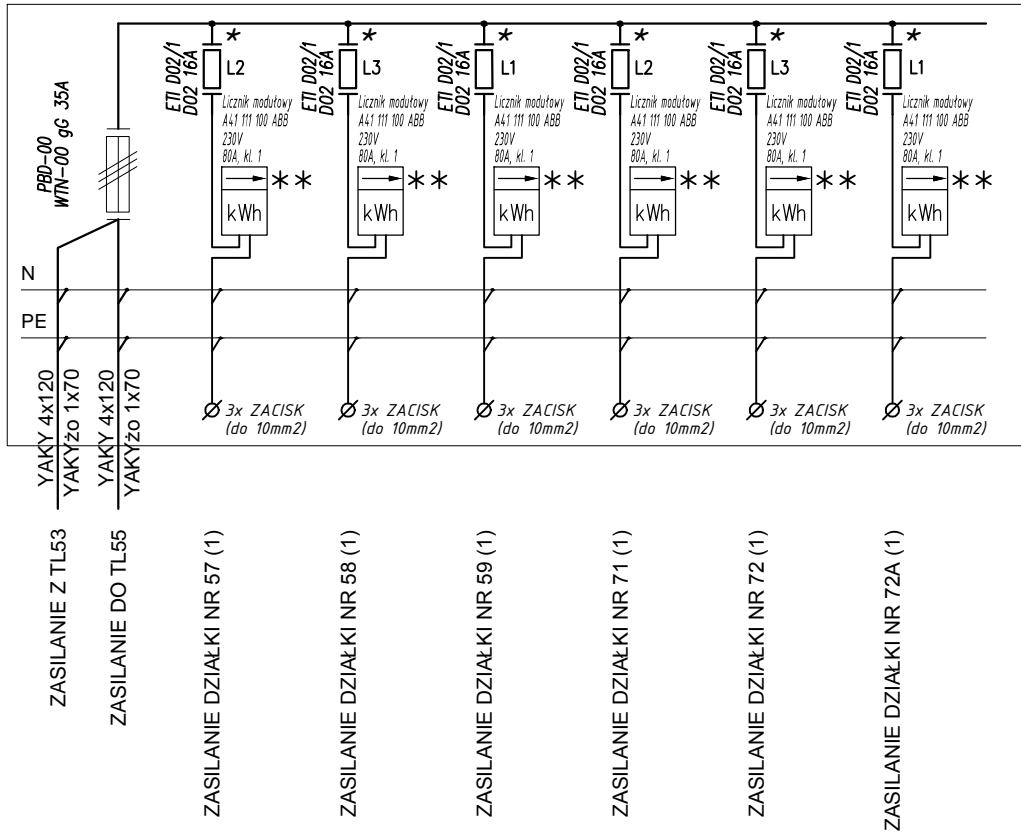 PBD-00
WTN-00 gG 35A
ETI D02/1
D02 16A
*
L2
Licznik modułowy
A41 111 100 ABB
230V
80A, kl. 1
**
kWh
ETI D02/1
D02 16A
*
L3
Licznik modułowy
A41 111 100 ABB
230V
80A, kl. 1
**
kWh
ETI D02/1
D02 16A
*
L1
Licznik modułowy
A41 111 100 ABB
230V
80A, kl. 1
**
kWh
ETI D02/1
D02 16A
*
L2
Licznik modułowy
A41 111 100 ABB
230V
80A, kl. 1
**
kWh
ETI D02/1
D02 16A
*
L3
Licznik modułowy
A41 111 100 ABB
230V
80A, kl. 1
**
kWh
ETI D02/1
D02 16A
*
L1
Licznik modułowy
A41 111 100 ABB
230V
80A, kl. 1
**
kWh
N
PE
YAKY 4x120
YAKYżo 1x70
YAKY 4x120
YAKYżo 1x70
3x ZACISK
(do 10mm2)
3x ZACISK
(do 10mm2)
3x ZACISK
(do 10mm2)
3x ZACISK
(do 10mm2)
3x ZACISK
(do 10mm2)
3x ZACISK
(do 10mm2)
ZASILANIE Z TL53
ZASILANIE DO TL55
ZASILANIE DZIAŁKI NR 57 (1)
ZASILANIE DZIAŁKI NR 58 (1)
ZASILANIE DZIAŁKI NR 59 (1)
ZASILANIE DZIAŁKI NR 71 (1)
ZASILANIE DZIAŁKI NR 72 (1)
ZASILANIE DZIAŁKI NR 72A (1)